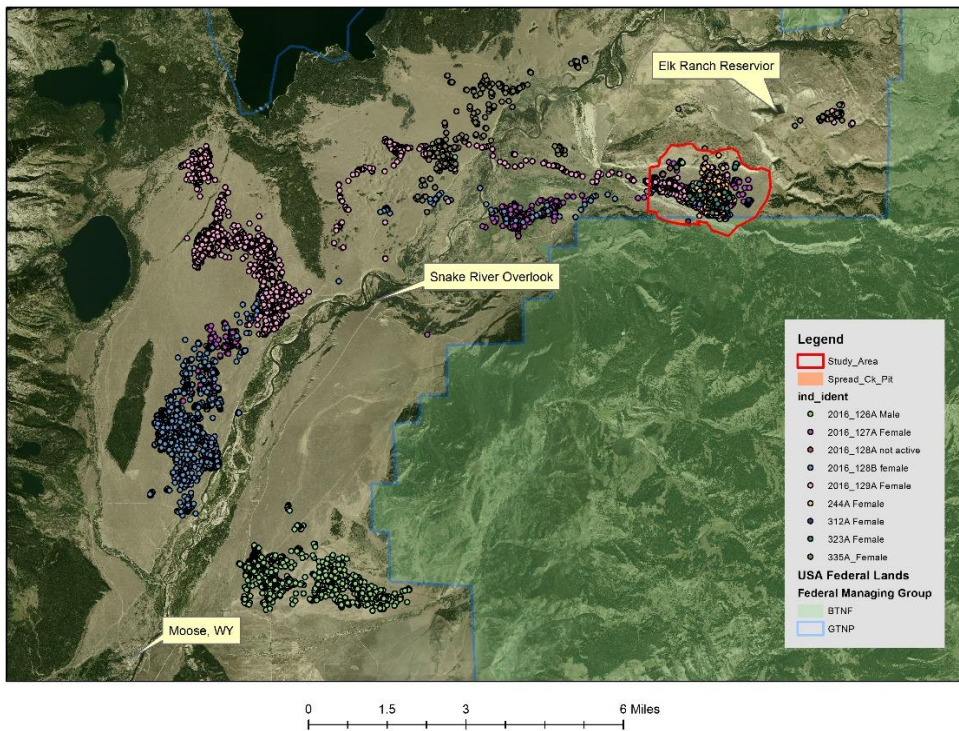 Elk Ranch Reservior
Snake River Overlook
Moose, WY
Legend
Study_Area
Spread_Ck_Pit
ind_ident
2016_126A Male
2016_127A Female
2016_128A not active
2016_128B female
2016_129A Female
244A Female
312A Female
323A Female
335A_Female
USA Federal Lands
Federal Managing Group
BTNF
GTNP
0 1.5 3 6 Miles